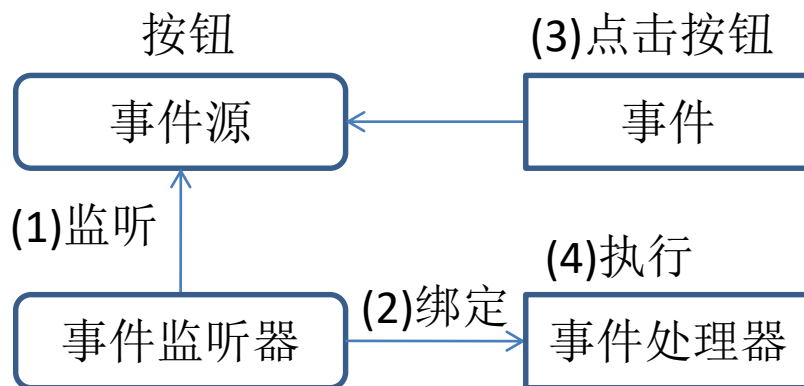 按钮
(3)点击按钮
事件源
事件
(1)监听
(4)执行
(2)绑定
事件监听器
事件处理器